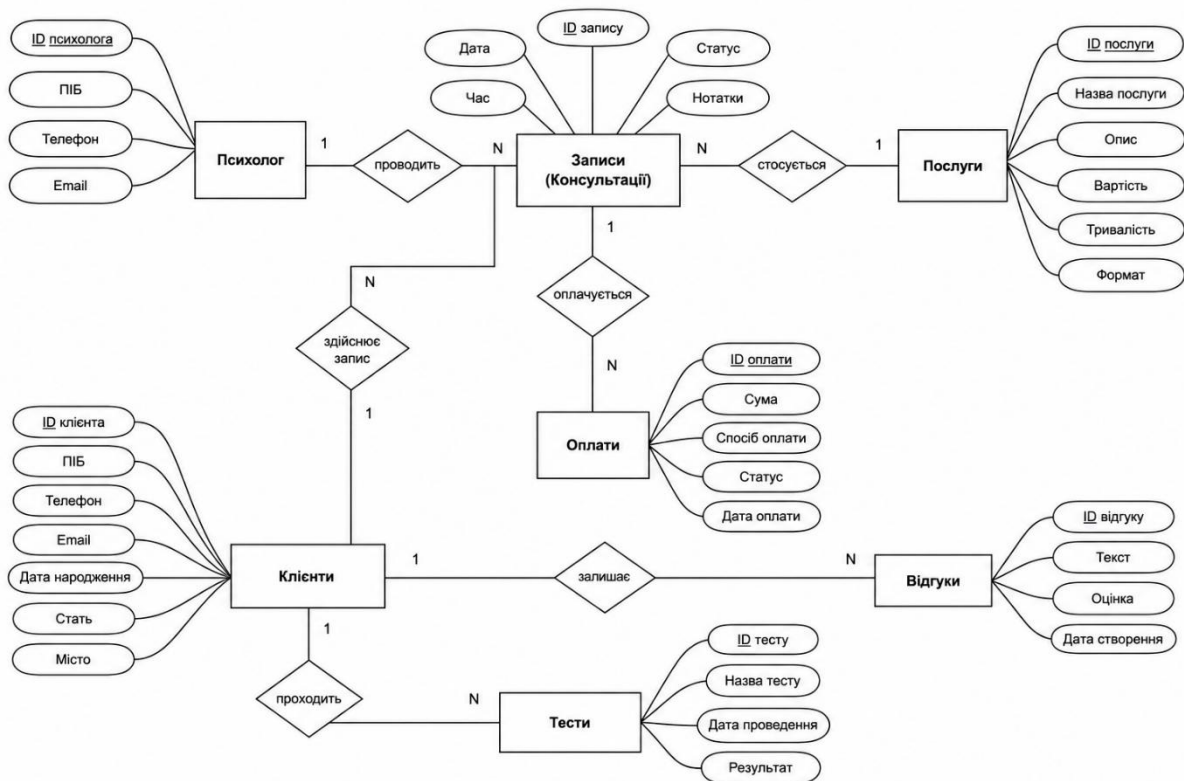 ID психолога
ПІБ
Телефон
Email
Психолог
1
проводить
N
Дата
ID запису
Статус
Час
Нотатки
Записи
(Консультації)
N
стосується
1
Послуги
ID послуги
Назва послуги
Опис
Вартість
Тривалість
Формат
1
оплачується
N
Оплати
ID оплати
Сума
Спосіб оплати
Статус
Дата оплати
N
здійснює
запис
1
ID клієнта
ПІБ
Телефон
Email
Дата народження
Стать
Місто
Клієнти
1
залишає
N
Відгуки
ID відгуку
Текст
Оцінка
Дата створення
1
проходить
N
Тести
ID тесту
Назва тесту
Дата проведення
Результат